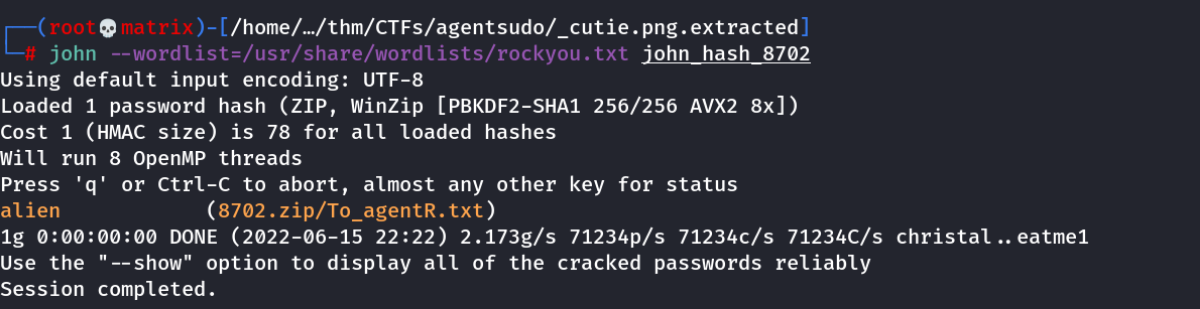 ┌──(root💀matrix)-[/home/…/thm/CTFs/agentsudo/_cutie.png.extracted]
└─# john --wordlist=/usr/share/wordlists/rockyou.txt john_hash_8702
Using default input encoding: UTF-8
Loaded 1 password hash (ZIP, WinZip [PBKDF2-SHA1 256/256 AVX2 8x])
Cost 1 (HMAC size) is 78 for all loaded hashes
Will run 8 OpenMP threads
Press 'q' or Ctrl-C to abort, almost any other key for status
alien            (8702.zip/To_agentR.txt)
1g 0:00:00:00 DONE (2022-06-15 22:22) 2.173g/s 71234p/s 71234c/s 71234C/s christal..eatme1
Use the "--show" option to display all of the cracked passwords reliably
Session completed.